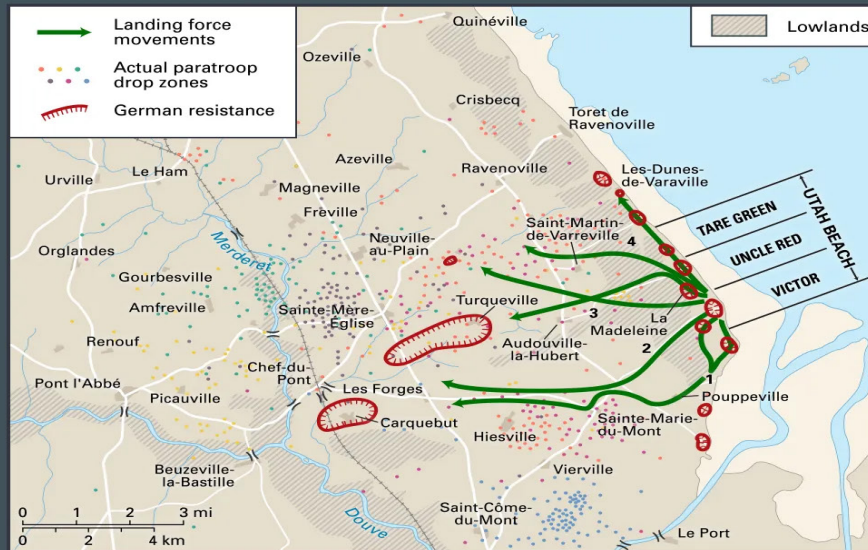 Landing force
movements
Actual paratroop
drop zones
German resistance
Lowlands
Quinéville
Ozeville
Crisbecq
Toret de
Ravenoville
Les-Dunes-
de-Varaville
Azeville
Ravenoville
Le Ham
Urville
Magneville
Frèville
UTAH BEACH
TARE GREEN
UNCLE RED
VICTOR
Saint-Martin-
de-Varreville
4
Merderet
Neuville-
au-Plain
Orglandes
Gourbesville
Amfreville
Sainte-Mère-
Église
Turqueville
3
La
Madeleine
Renouf
Audouville-
la-Hubert
2
Chef-du-
Pont
Pont l'Abbé
Picauville
Les Forges
1
Pouppeville
Carquebut
Hiesville
Sainte-Marie-
du-Mont
Beuzeville-
la-Bastille
Vierville
Douve
Saint-Côme-
du-Mont
Le Port
0 1 2 3 mi
0 2 4 km